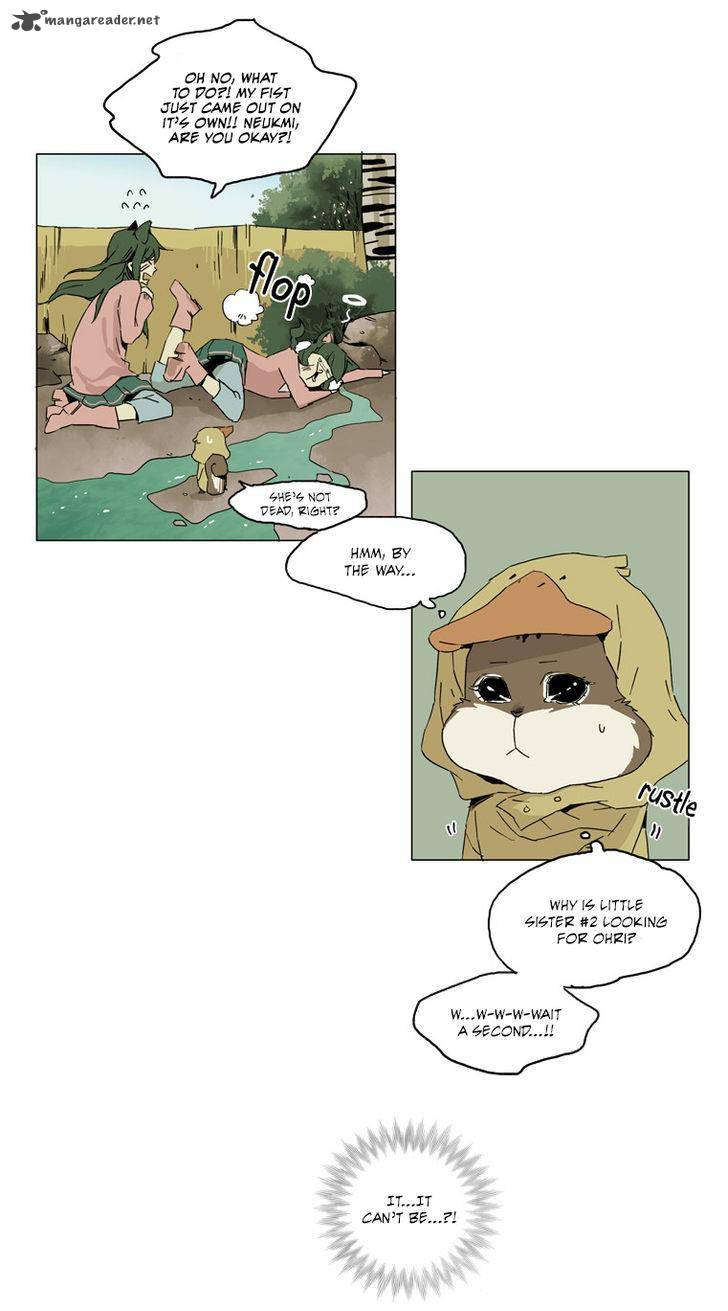 mangareader.net
OH NO, WHAT
TO DO?! MY FIST
JUST CAME OUT ON
IT'S OWN!! NEUKMI,
ARE YOU OKAY?!
flop
SHE'S NOT
DEAD, RIGHT?
HMM, BY
THE WAY...
rustle
WHY IS LITTLE
SISTER #2 LOOKING
FOR OHRI?
W...W-W-W-WAIT
A SECOND...!!
IT...IT
CAN'T BE...?!